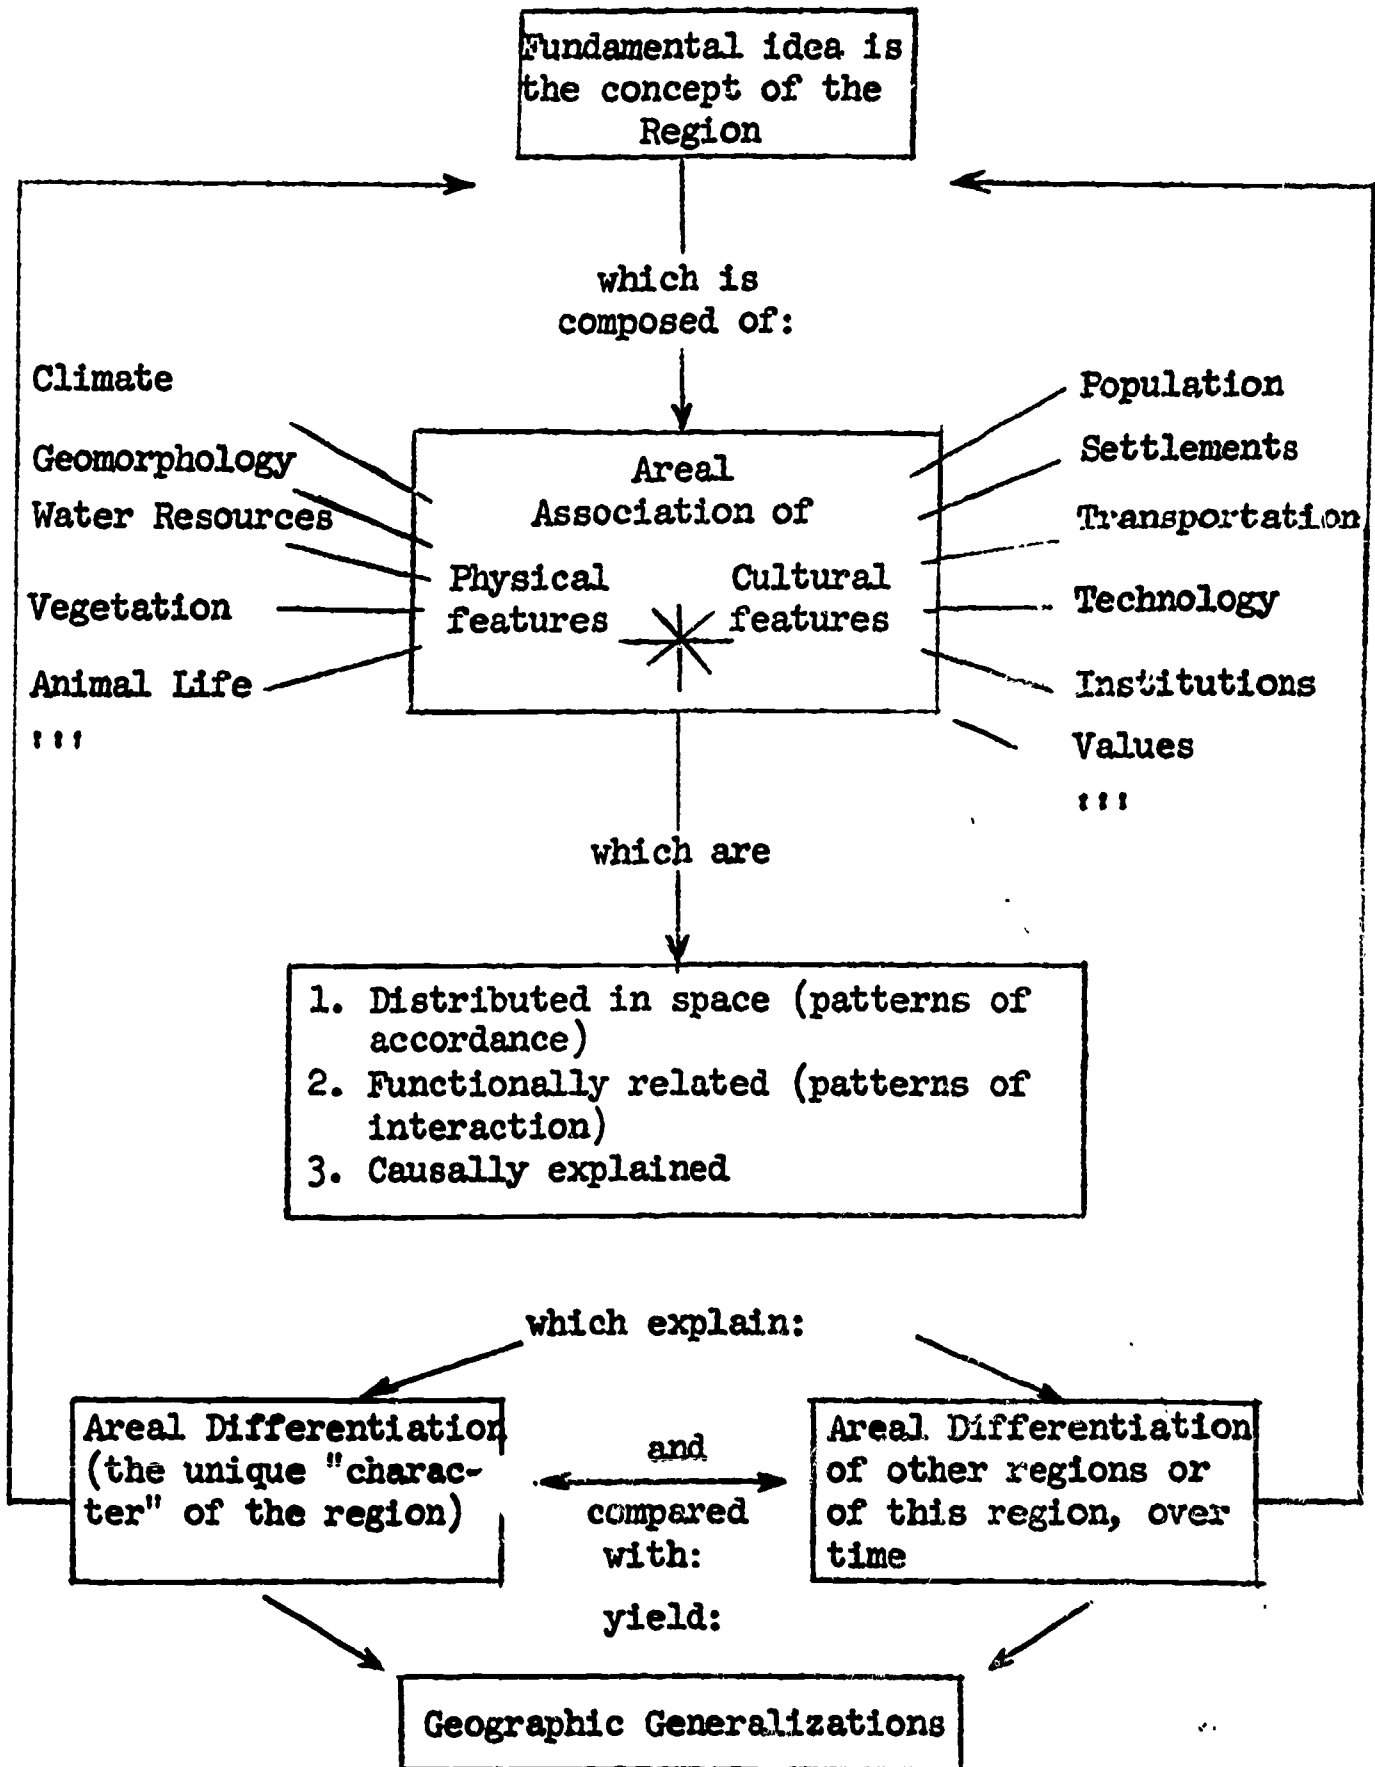 Fundamental idea is
the concept of the
Region
which is
composed of:
Climate
Geomorphology
Water Resources
Vegetation
Animal Life
Areal
Association of
Physical
features
Cultural
features
Population
Settlements
Transportation
Technology
Institutions
Values
which are
1. Distributed in space (patterns of
accordance)
2. Functionally related (patterns of
interaction)
3. Causally explained
which explain:
Areal Differentiation
(the unique "charac-
ter" of the region)
and
compared
with:
Areal Differentiation
of other regions or
of this region, over
time
yield:
Geographic Generalizations